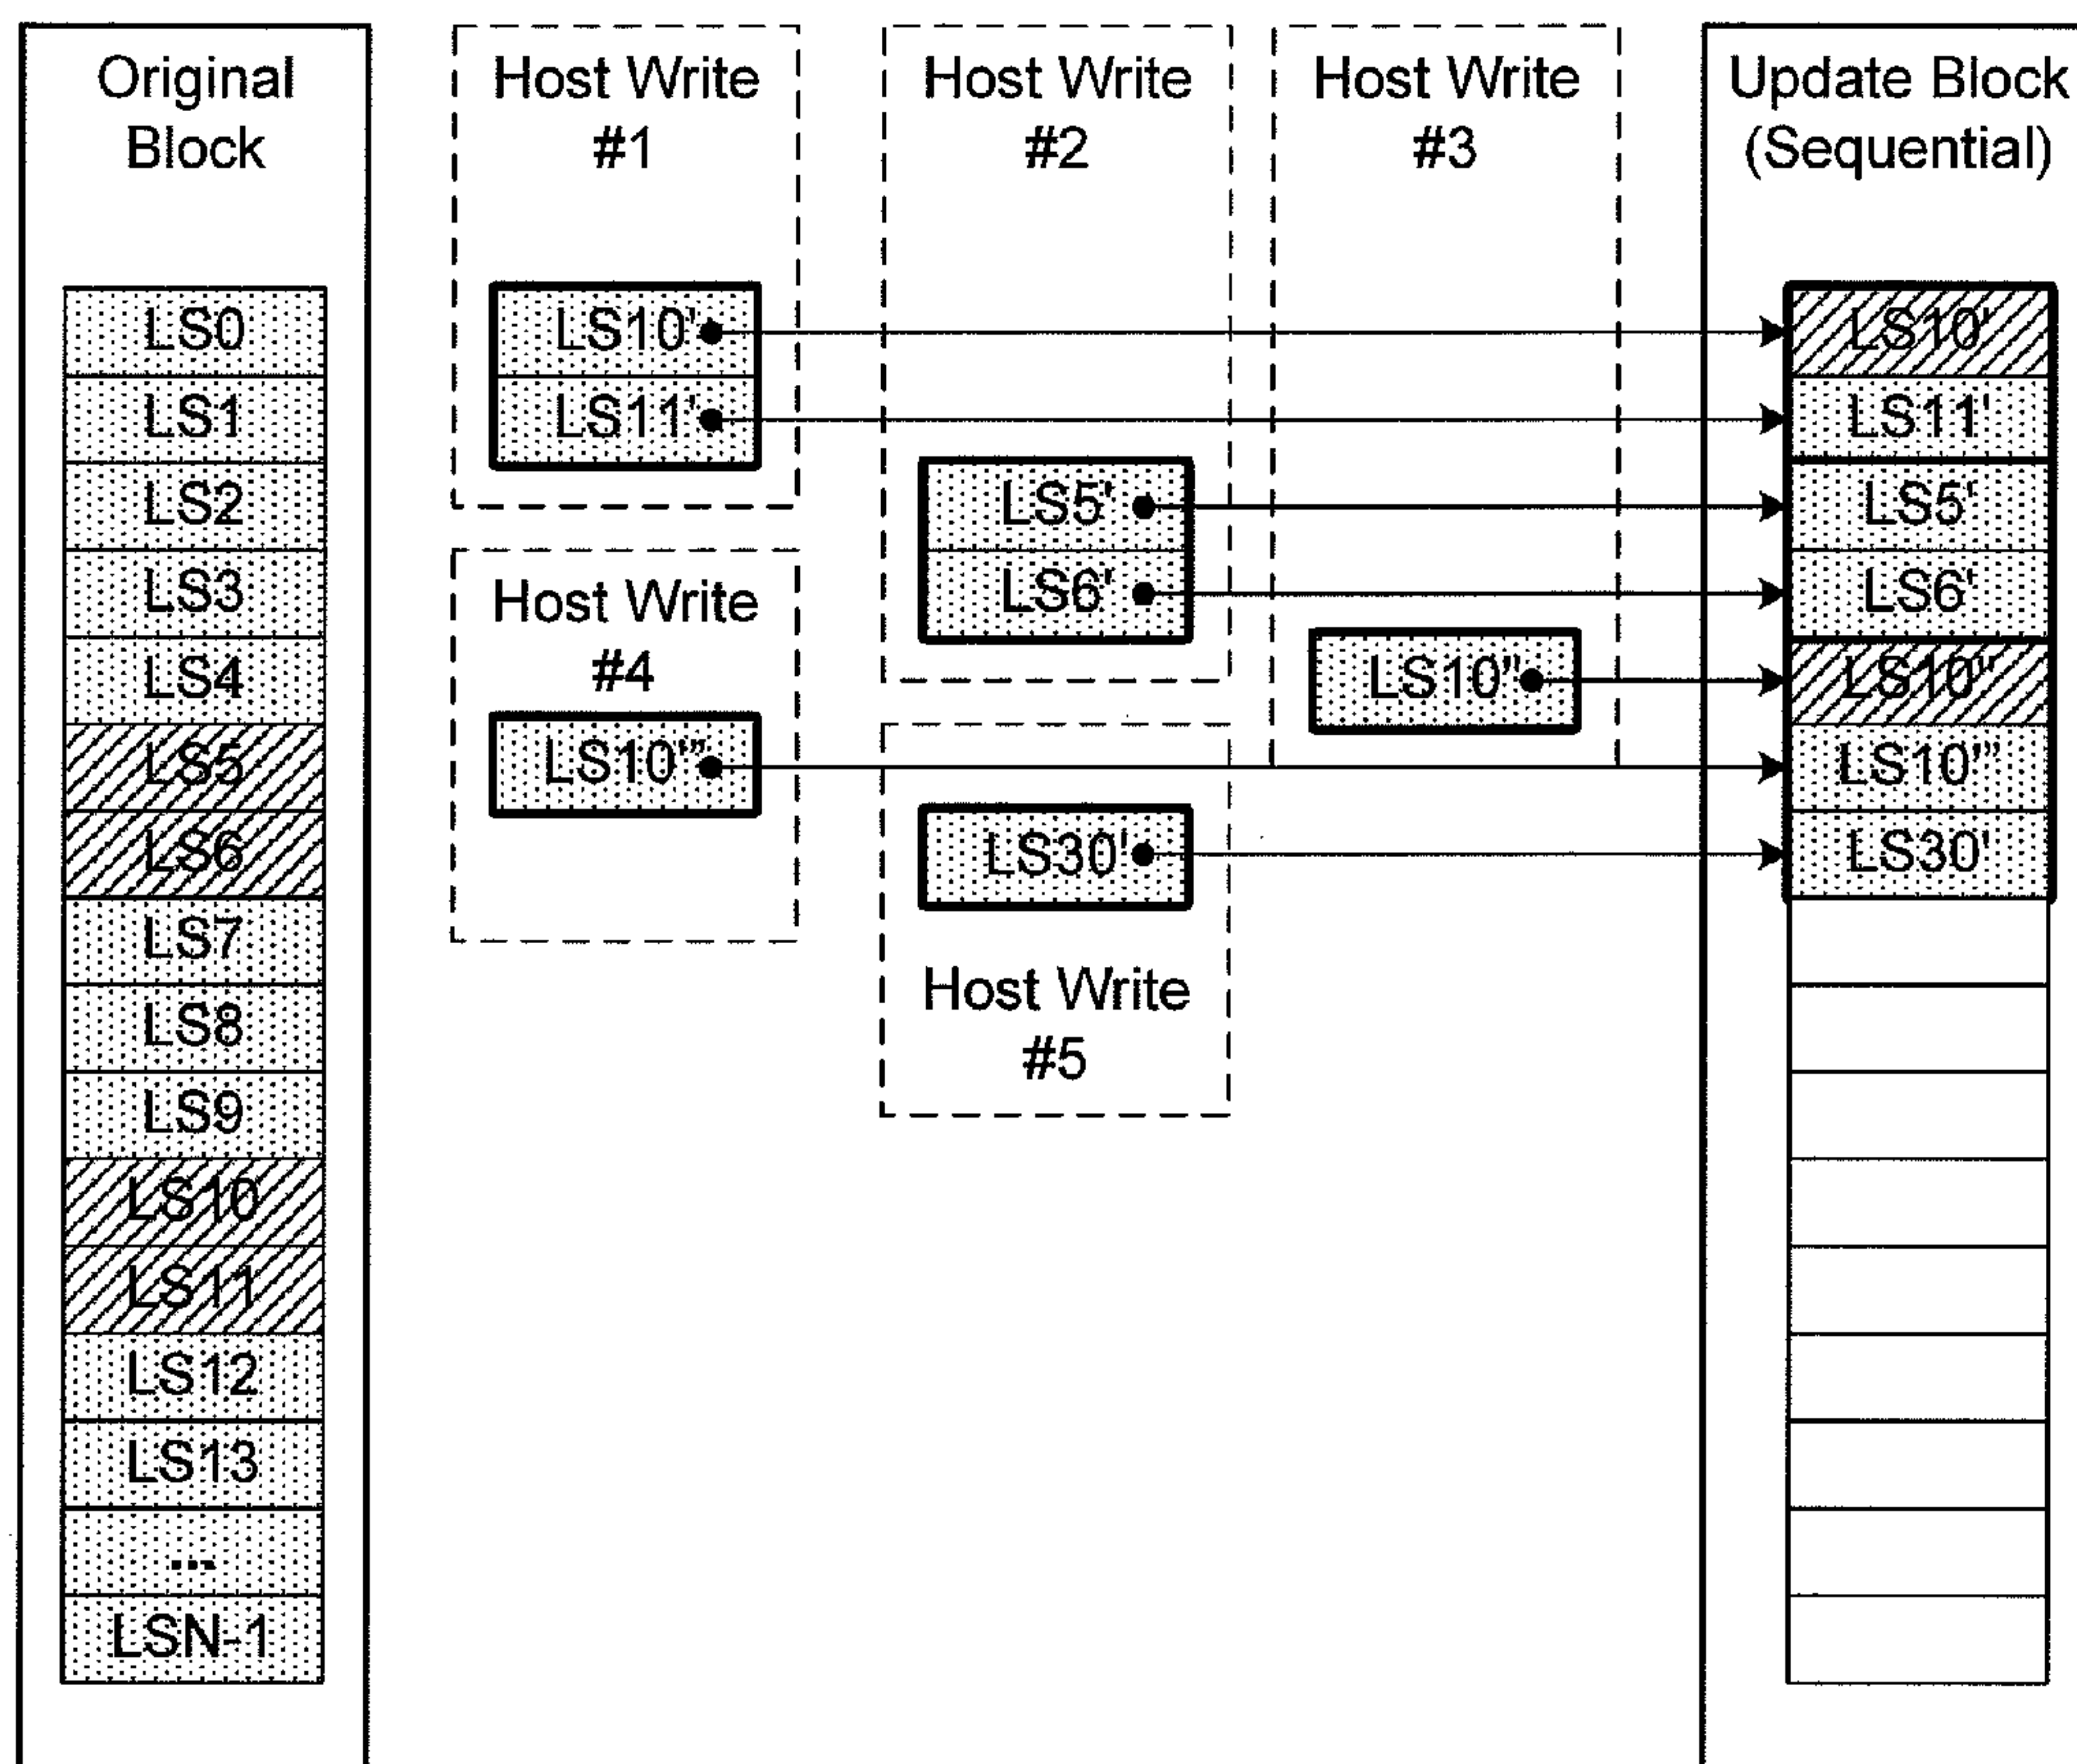 Original
Block
LS0
LS1
LS2
LS3
LS4
LS5
LS6
LS7
LS8
LS9
LS10
LS11
LS12
LS13
...
LSN-1
Host Write
#1
LS10'
LS11'
Host Write
#4
LS10'"
Host Write
#2
LS5'
LS6'
LS30'
Host Write
#5
Host Write
#3
LS10"
Update Block
(Sequential)
LS10'
LS11'
LS5'
LS6'
LS10"
LS10'"
LS30'